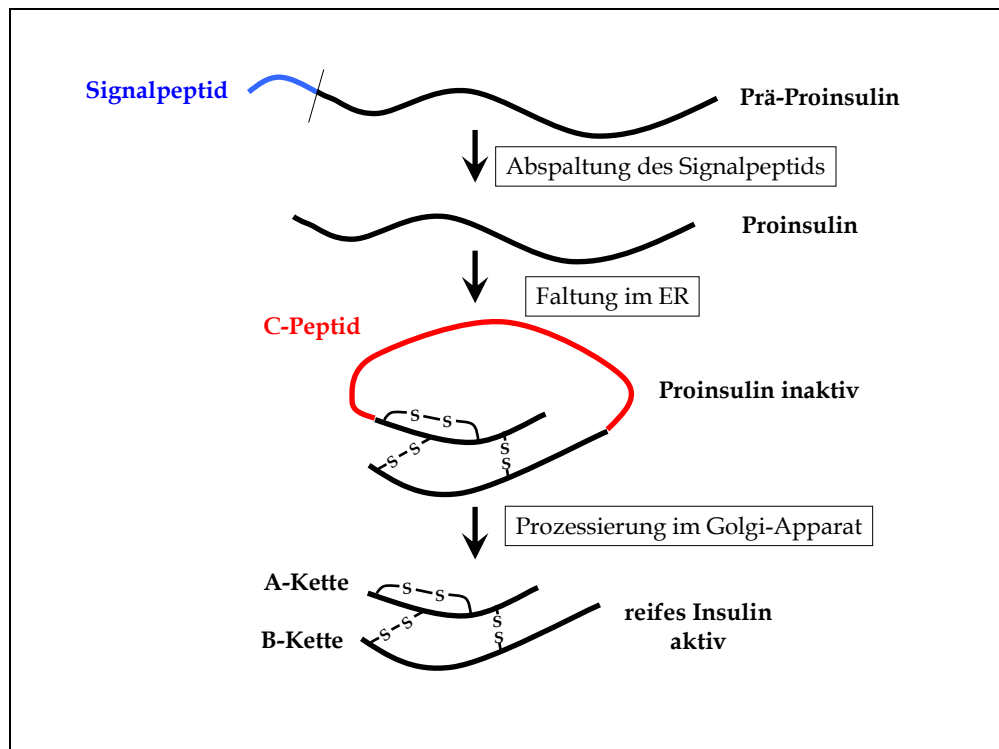 Signalpeptid
Prä-Proinsulin
Abspaltung des Signalpeptids
Proinsulin
Faltung im ER
C-Peptid
Proinsulin inaktiv
S S
S S
S
S
Prozessierung im Golgi-Apparat
A-Kette
S S
B-Kette
S S
S
S
reifes Insulin
aktiv